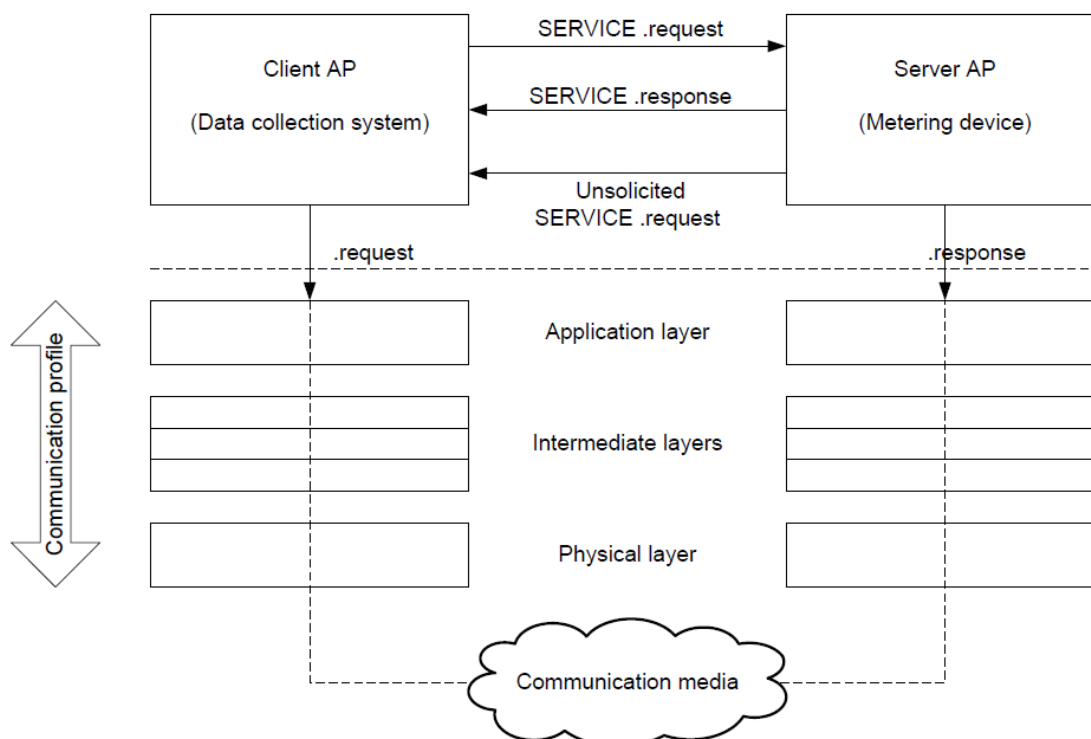 SERVICE .request
Client AP
(Data collection system)
SERVICE .response
Server AP
(Metering device)
Unsolicited
SERVICE .request
.request
.response
Communication profile
Application layer
Intermediate layers
Physical layer
Communication media